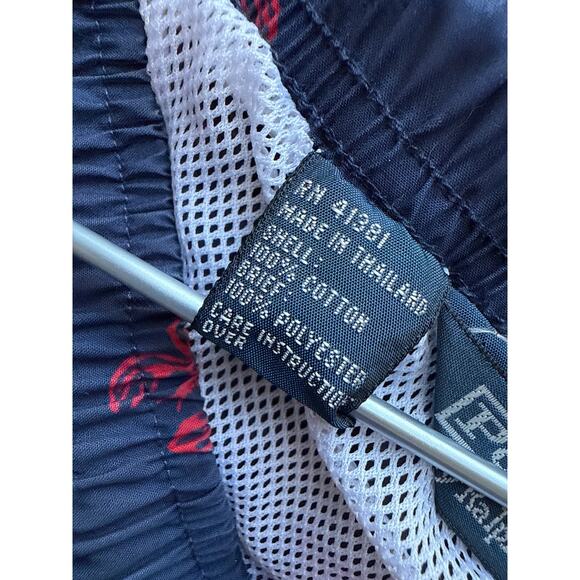 RN 41381
MADE IN THAILAND
SHELL:
100% COTTON
BRIEF:
100% POLYESTER
CARE INSTRUCTION
OVER